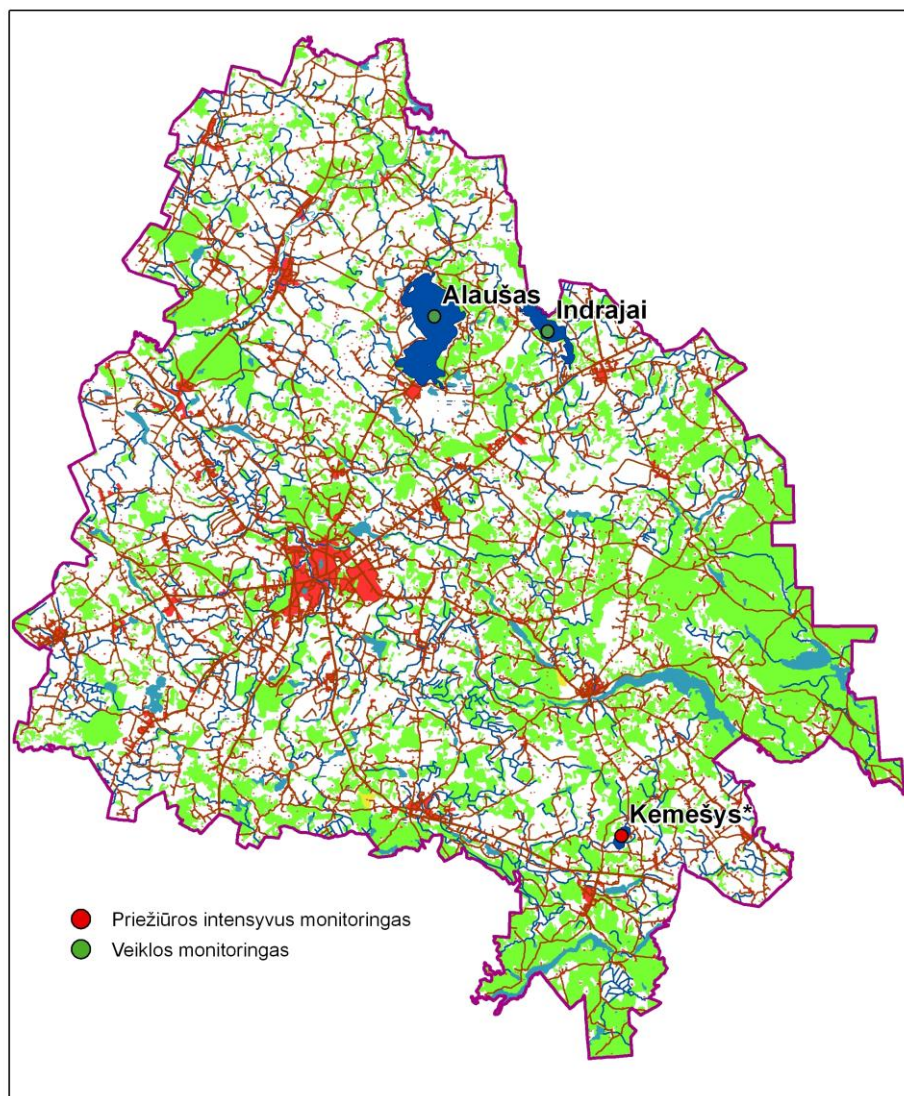 Alaušas
Indrajai
Kemešys*
Priežiūros intensyvus monitoringas
Veiklos monitoringas